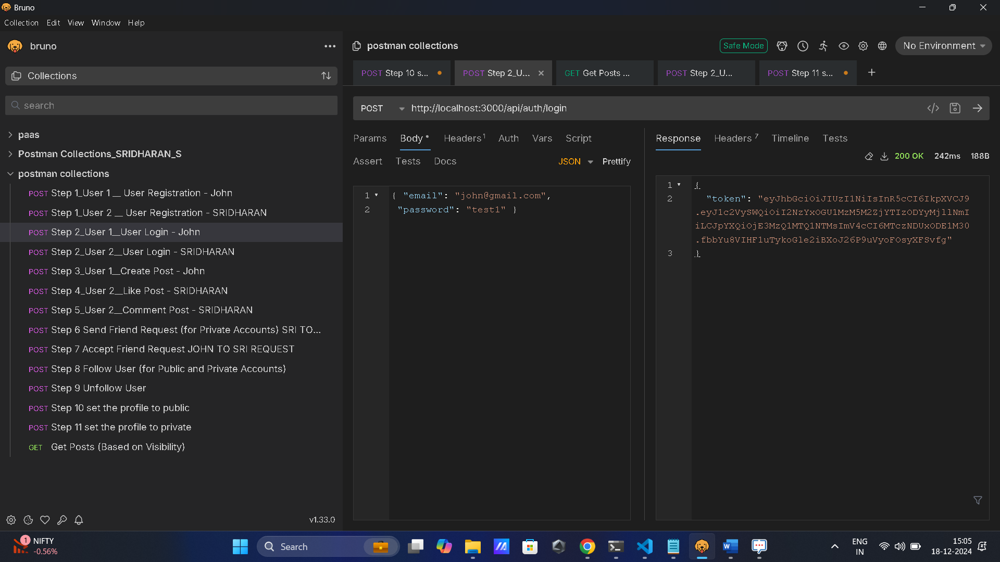 Bruno
Collection Edit View Window Help
bruno
postman collections
Safe Mode
No Environment
Collections
POST Step 10 s...
POST Step 2_U...
GET Get Posts ...
POST Step 2_U...
POST Step 11 s...
search
POST http://localhost:3000/api/auth/login
paas
Postman Collections_SRIDHARAN_S
postman collections
POST Step 1_User 1 __ User Registration - John
POST Step 1_User 2 __ User Registration - SRIDHARAN
POST Step 2_User 1__User Login - John
POST Step 2_User 2__User Login - SRIDHARAN
POST Step 3_User 1__Create Post - John
POST Step 4_User 2__Like Post - SRIDHARAN
POST Step 5_User 2__Comment Post - SRIDHARAN
POST Step 6 Send Friend Request (for Private Accounts) SRI TO...
POST Step 7 Accept Friend Request JOHN TO SRI REQUEST
POST Step 8 Follow User (for Public and Private Accounts)
POST Step 9 Unfollow User
POST Step 10 set the profile to public
POST Step 11 set the profile to private
GET Get Posts (Based on Visibility)
v1.33.0
Params Body Headers 1 Auth Vars Script
Assert Tests Docs
JSON Prettify
1 { "email": "john@gmail.com",
2 "password": "test1" }
Response Headers 7 Timeline Tests
200 OK 242ms 188B
1 {
2 "token": "eyJhbGciOiJIUzI1NiIsInR5cCI6IkpXVCJ9
.eyJ1c2VySWQiOiI2NzYxOGU1MzM5M2ZjYTIzODYyMjllNmI
iLCJpYXQiOjE3MzQ1MTQ1NTMsImV4cCI6MTczNDUxODE1M30
.fbbYu8VIHF1uTykoGle2iBXoJ26P9uVyoFOsyXFSvfg"
3 }
1
NIFTY
-0.56%
Search
ENG
IN
15:05
18-12-2024